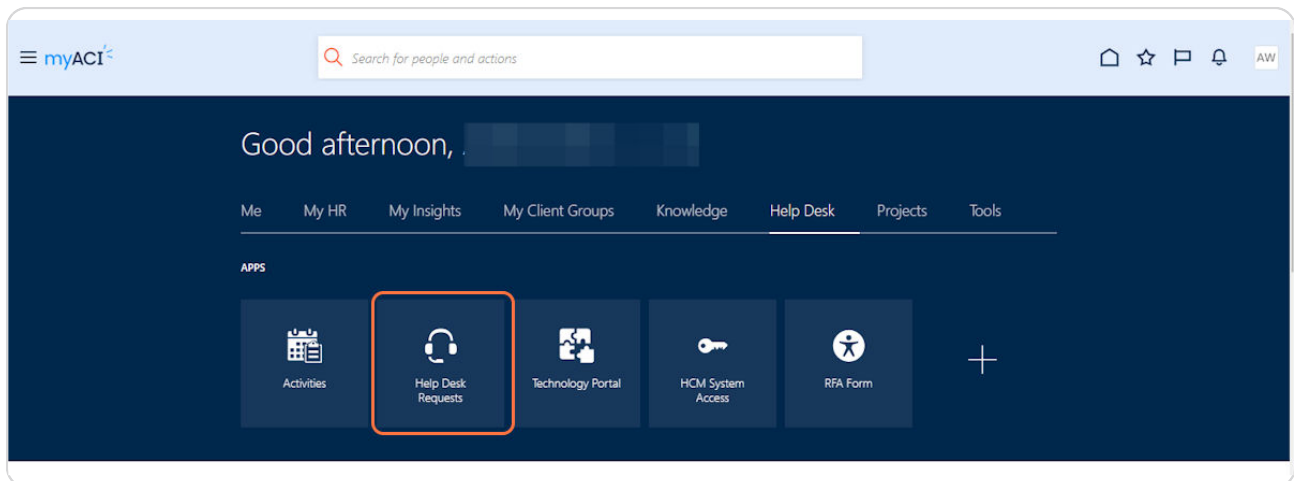 myACI
Search for people and actions
AW
Good afternoon,
Me My HR My Insights My Client Groups Knowledge Help Desk Projects Tools
APPS
Activities
Help Desk
Requests
Technology Portal
HCM System
Access
RFA Form